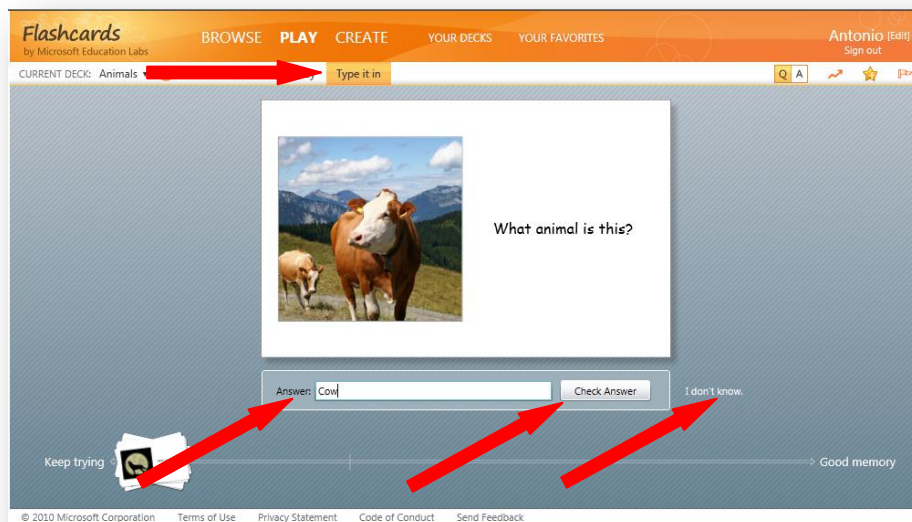 Flashcards
by Microsoft Education Labs
BROWSE PLAY CREATE YOUR DECKS YOUR FAVORITES
Antonio [Edit]
Sign out
CURRENT DECK: Animals Type it in Q A
What animal is this?
Answer: Cow Check Answer I don't know.
Keep trying Good memory
© 2010 Microsoft Corporation Terms of Use Privacy Statement Code of Conduct Send Feedback